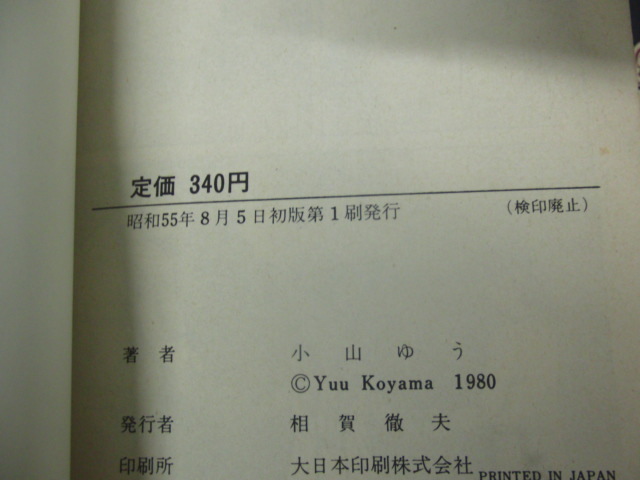 定価 340円
昭和55年8月5日初版第1刷発行 （検印廃止）
著者 小山ゆう
©Yuu Koyama 1980
発行者 相賀徹夫
印刷所 大日本印刷株式会社 PRINTED IN JAPAN